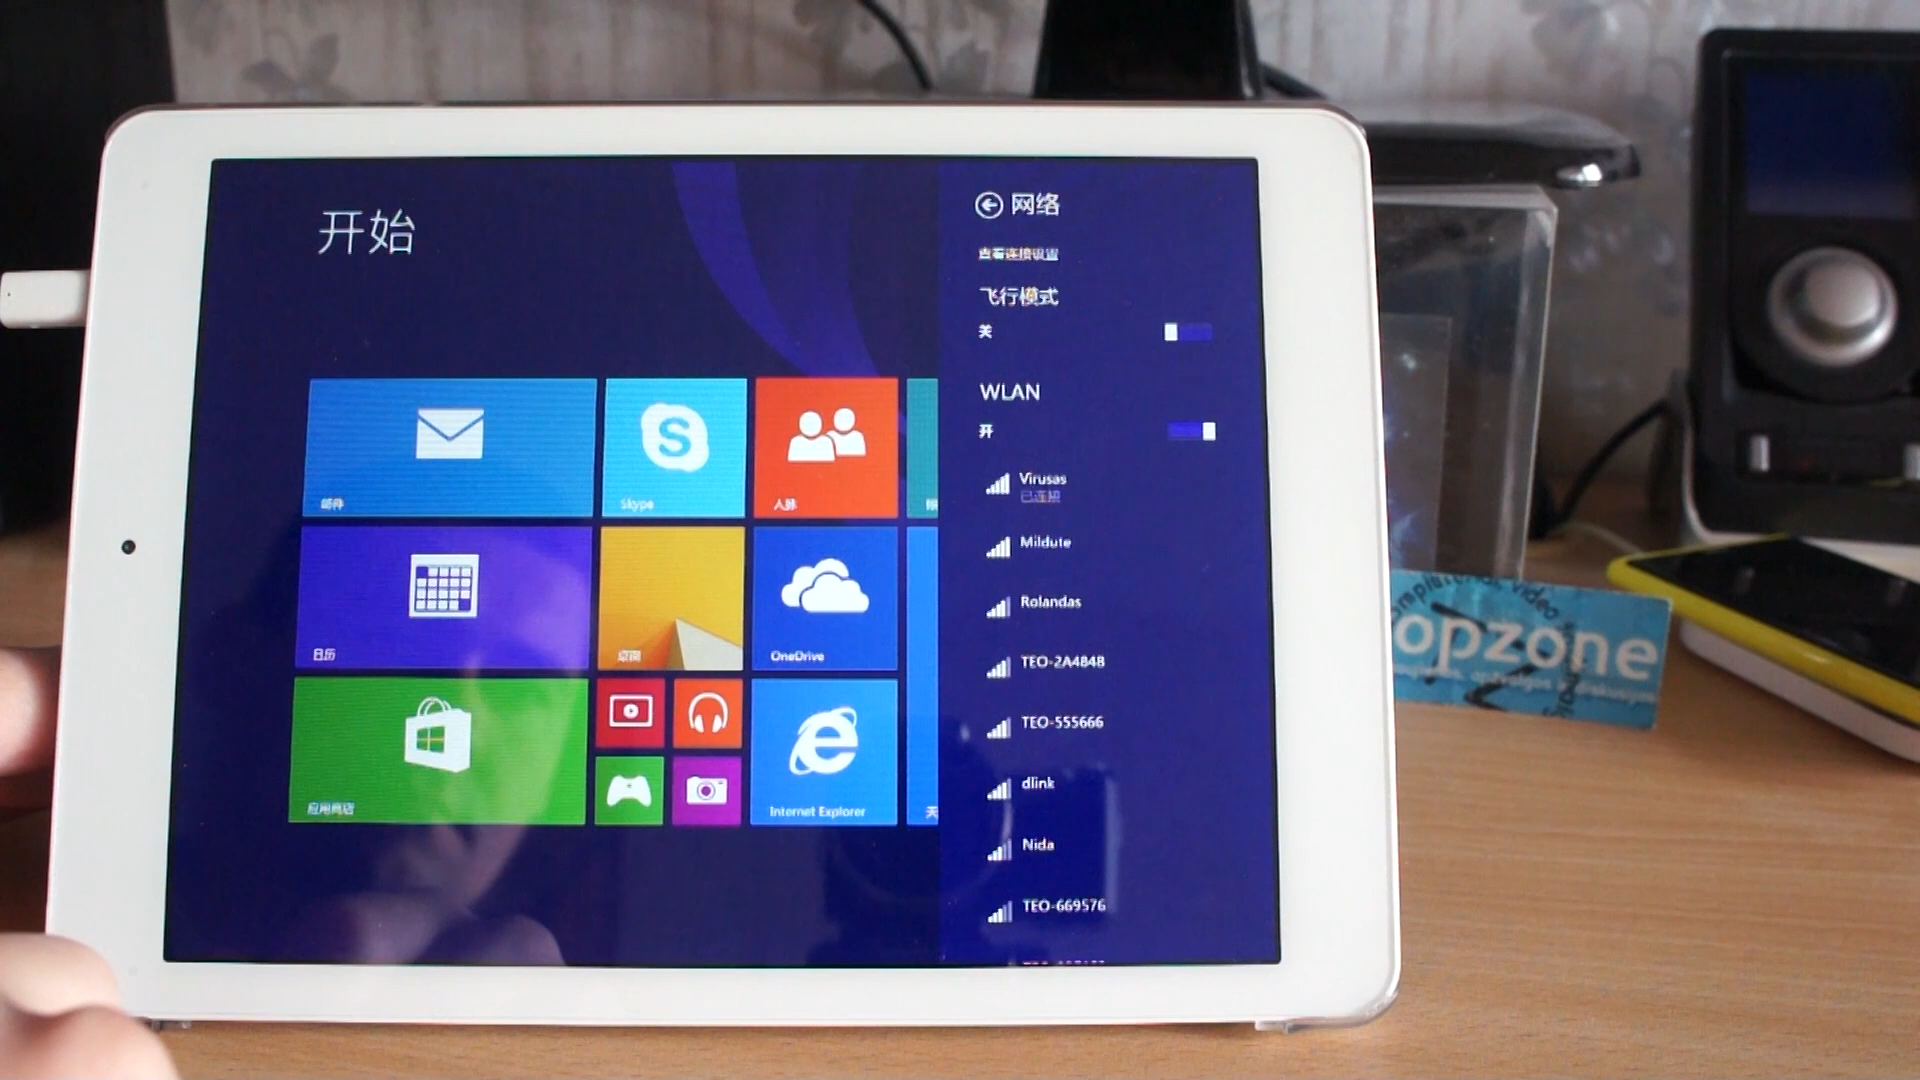 开始
网络
查看连接设置
飞行模式
关
WLAN
开
Virusas
已连接
Mildute
Rolandas
TEO-2A4848
TEO-555666
dlink
Nida
TEO-669576
邮件
Skype
人脉
日历
桌面
OneDrive
应用商店
Internet Explorer
天
opzone